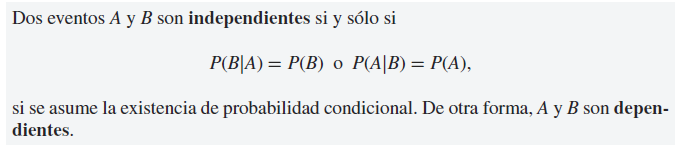 Dos eventos A y B son independientes si y sólo si
P(B|A) = P(B) o P(A|B) = P(A),
si se asume la existencia de probabilidad condicional. De otra forma, A y B son depen-
dientes.